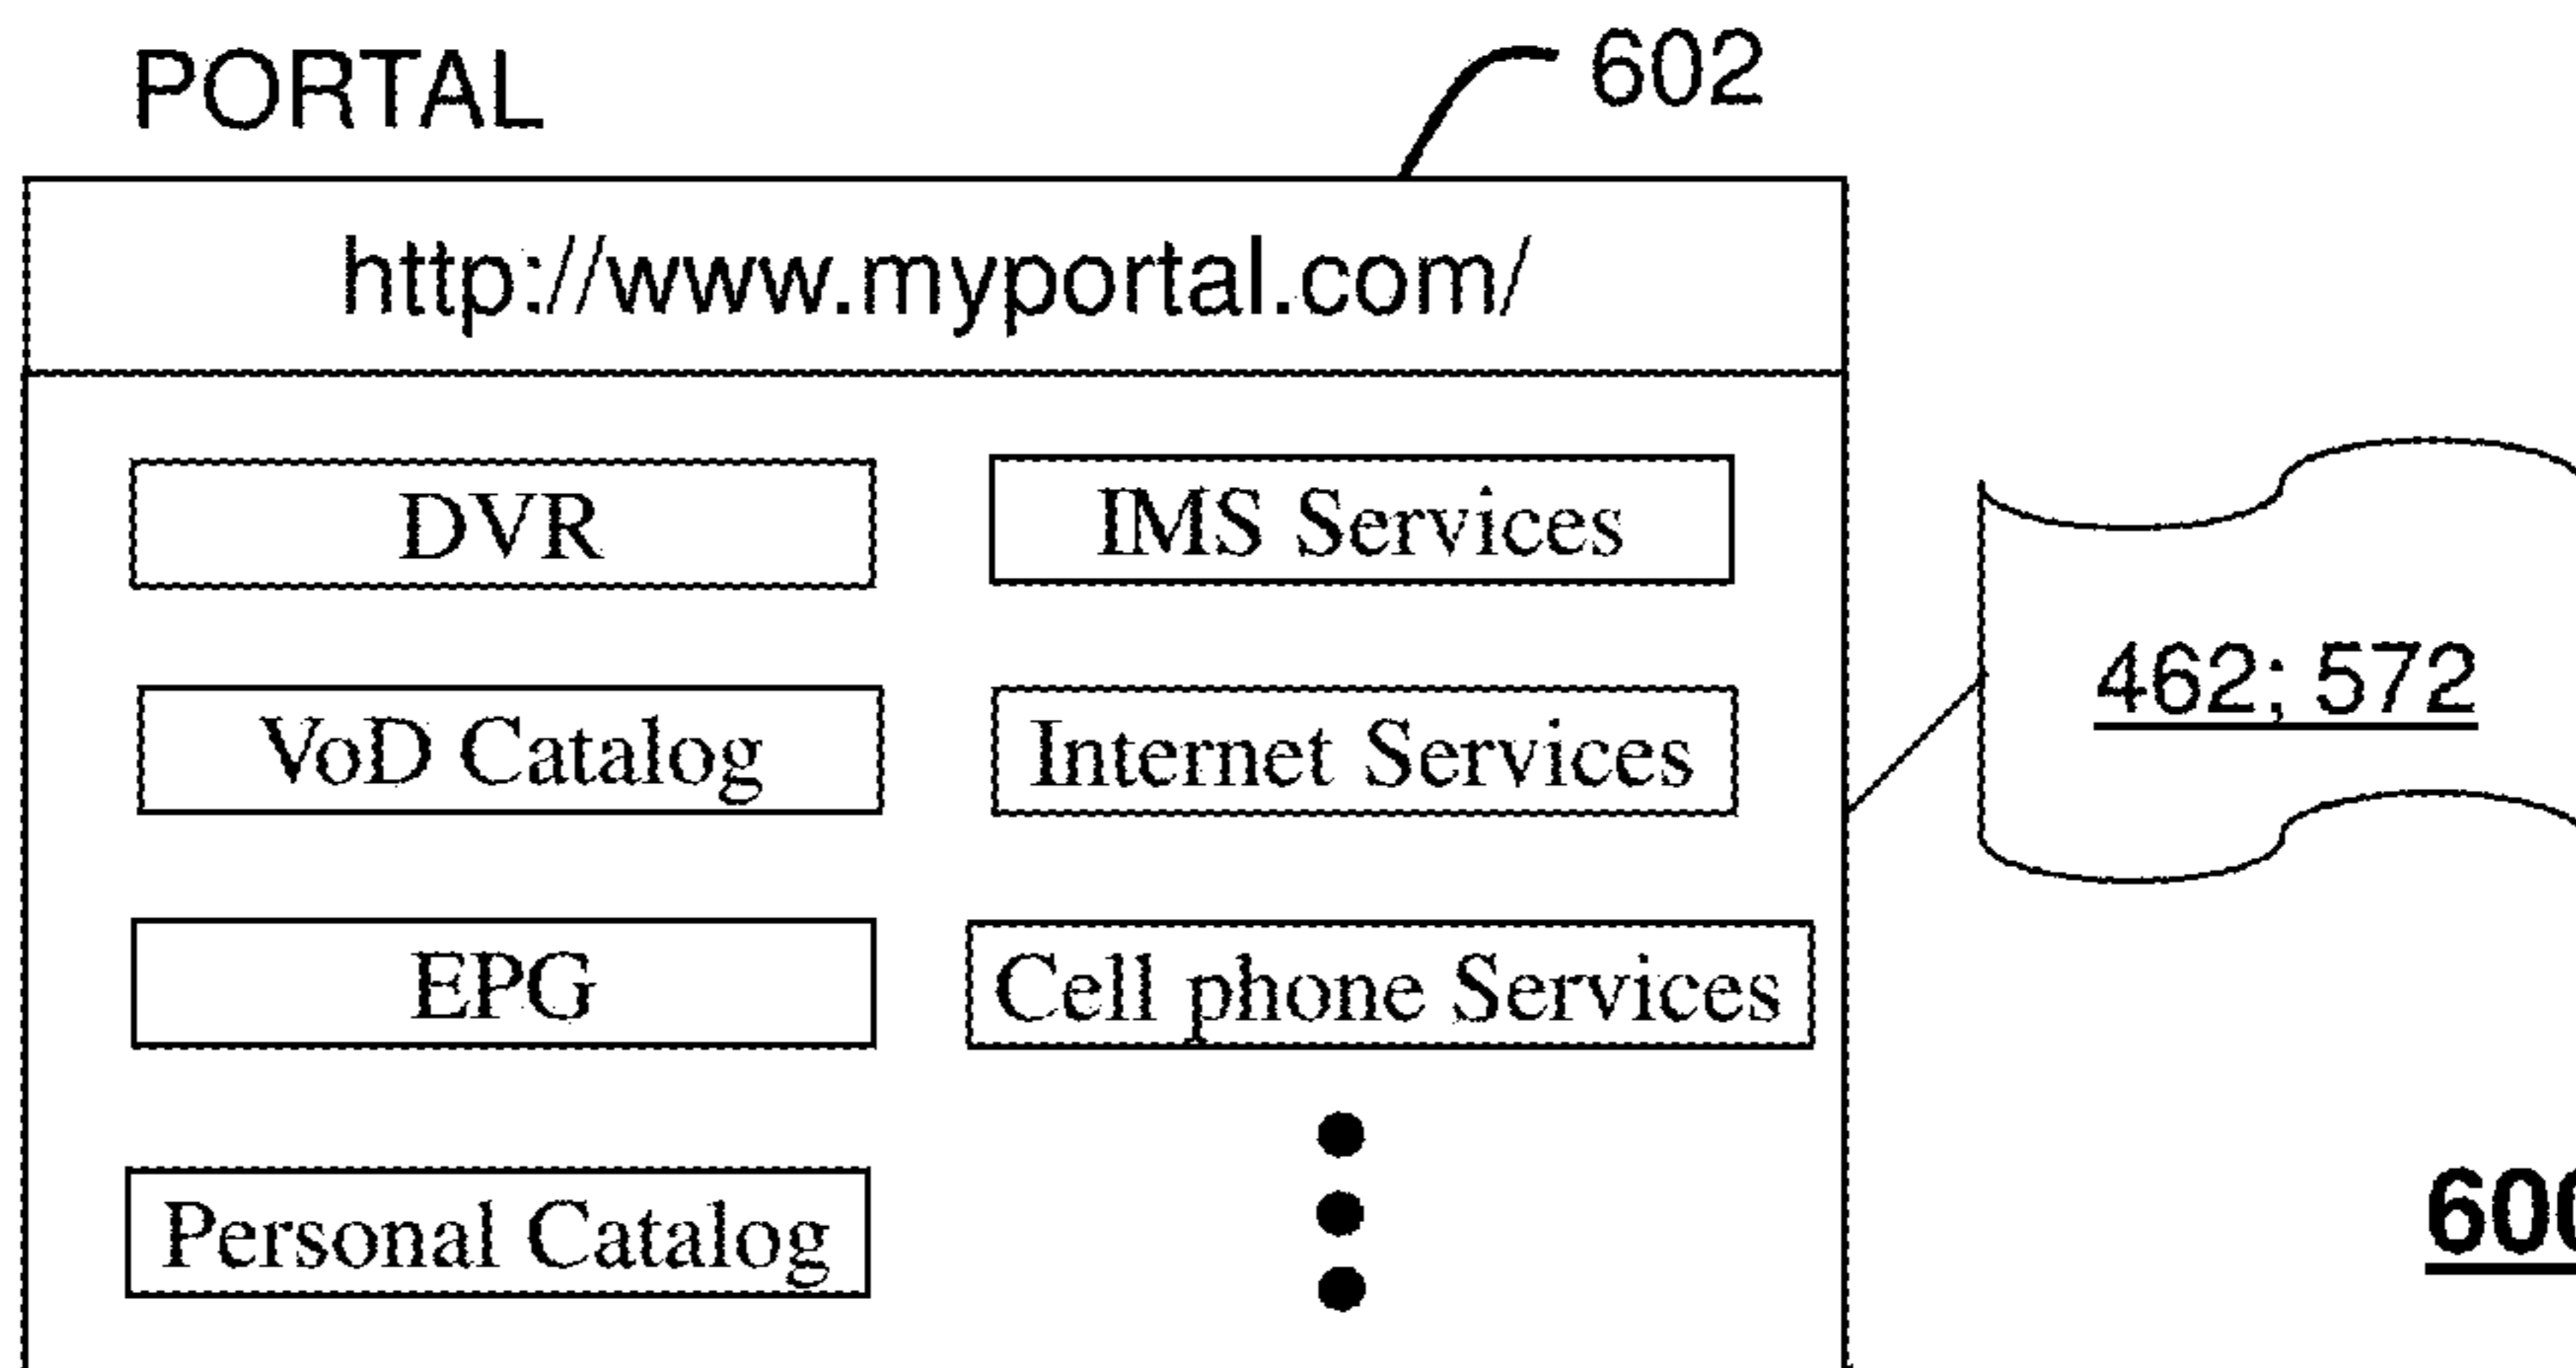 PORTAL
602
http://www.myportal.com/
DVR
IMS Services
VoD Catalog
Internet Services
462; 572
EPG
Cell phone Services
Personal Catalog
600